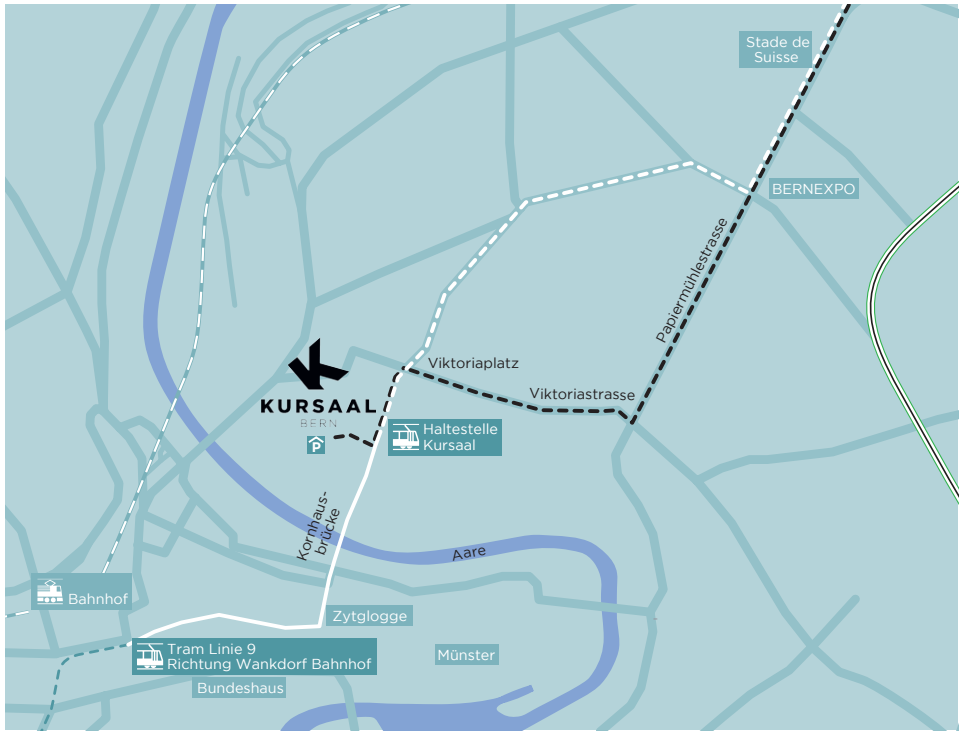 Stade de
Suisse
BERNEXPO
Papiermühlestrasse
Viktoriaplatz
Viktoriastrasse
KURSAAL
BERN
P
Haltestelle
Kursaal
Kornhaus-
brücke
Aare
Bahnhof
Zytglogge
Tram Linie 9
Richtung Wankdorf Bahnhof
Münster
Bundeshaus